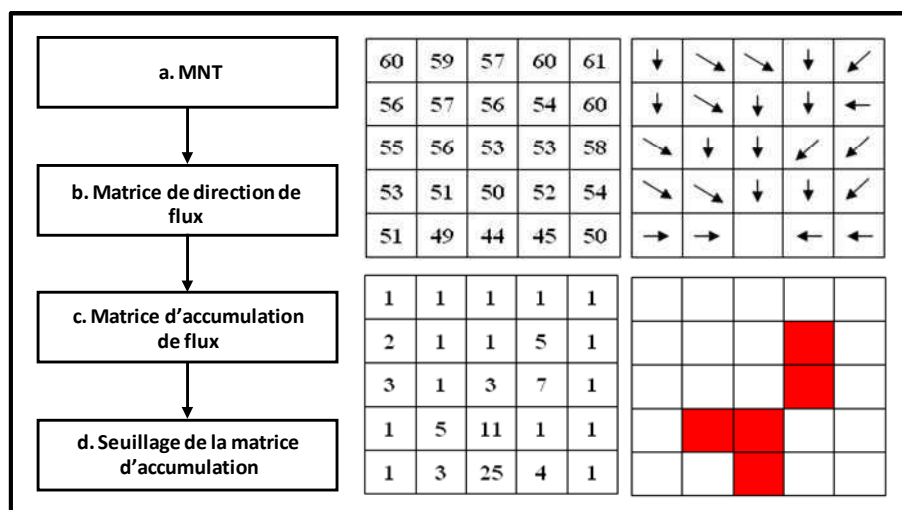 a. MNT
b. Matrice de direction de
flux
c. Matrice d'accumulation
de flux
d. Seuillage de la matrice
d'accumulation
60 59 57 60 61
56 57 56 54 60
55 56 53 53 58
53 51 50 52 54
51 49 44 45 50
1 1 1 1 1
2 1 1 5 1
3 1 3 7 1
1 5 11 1 1
1 3 25 4 1